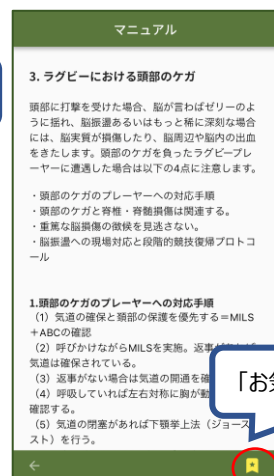 マニュアル
3. ラグビーにおける頭部のケガ
頭部に打撃を受けた場合、脳が言わばゼリーのよ
うに揺れ、脳振盪あるいはもっと稀に深刻な場合
には、脳実質が損傷したり、脳周辺や脳内の出血
をきたします。頭部のケガを負ったラグビープレ
ーヤーに遭遇した場合は以下の4点に注意します。
・頭部のケガのプレーヤーへの対応手順
・頭部のケガと脊椎・脊髄損傷は関連する。
・重篤な脳損傷の徴候を見逃さない。
・脳振盪への現場対応と段階的競技復帰プロトコ
ール
1.頭部のケガのプレーヤーへの対応手順
（1）気道の確保と頚部の保護を優先する＝MILS
＋ABCの確認
（2）呼びかけながらMILSを実施。返事が
気道は確保されている。
（3）返事がない場合は気道の開通を確
（4）呼吸していれば左右対称に胸が動
確認する。
（5）気道の閉塞があれば下顎挙上法（ジョース
スト）を行う。
「お